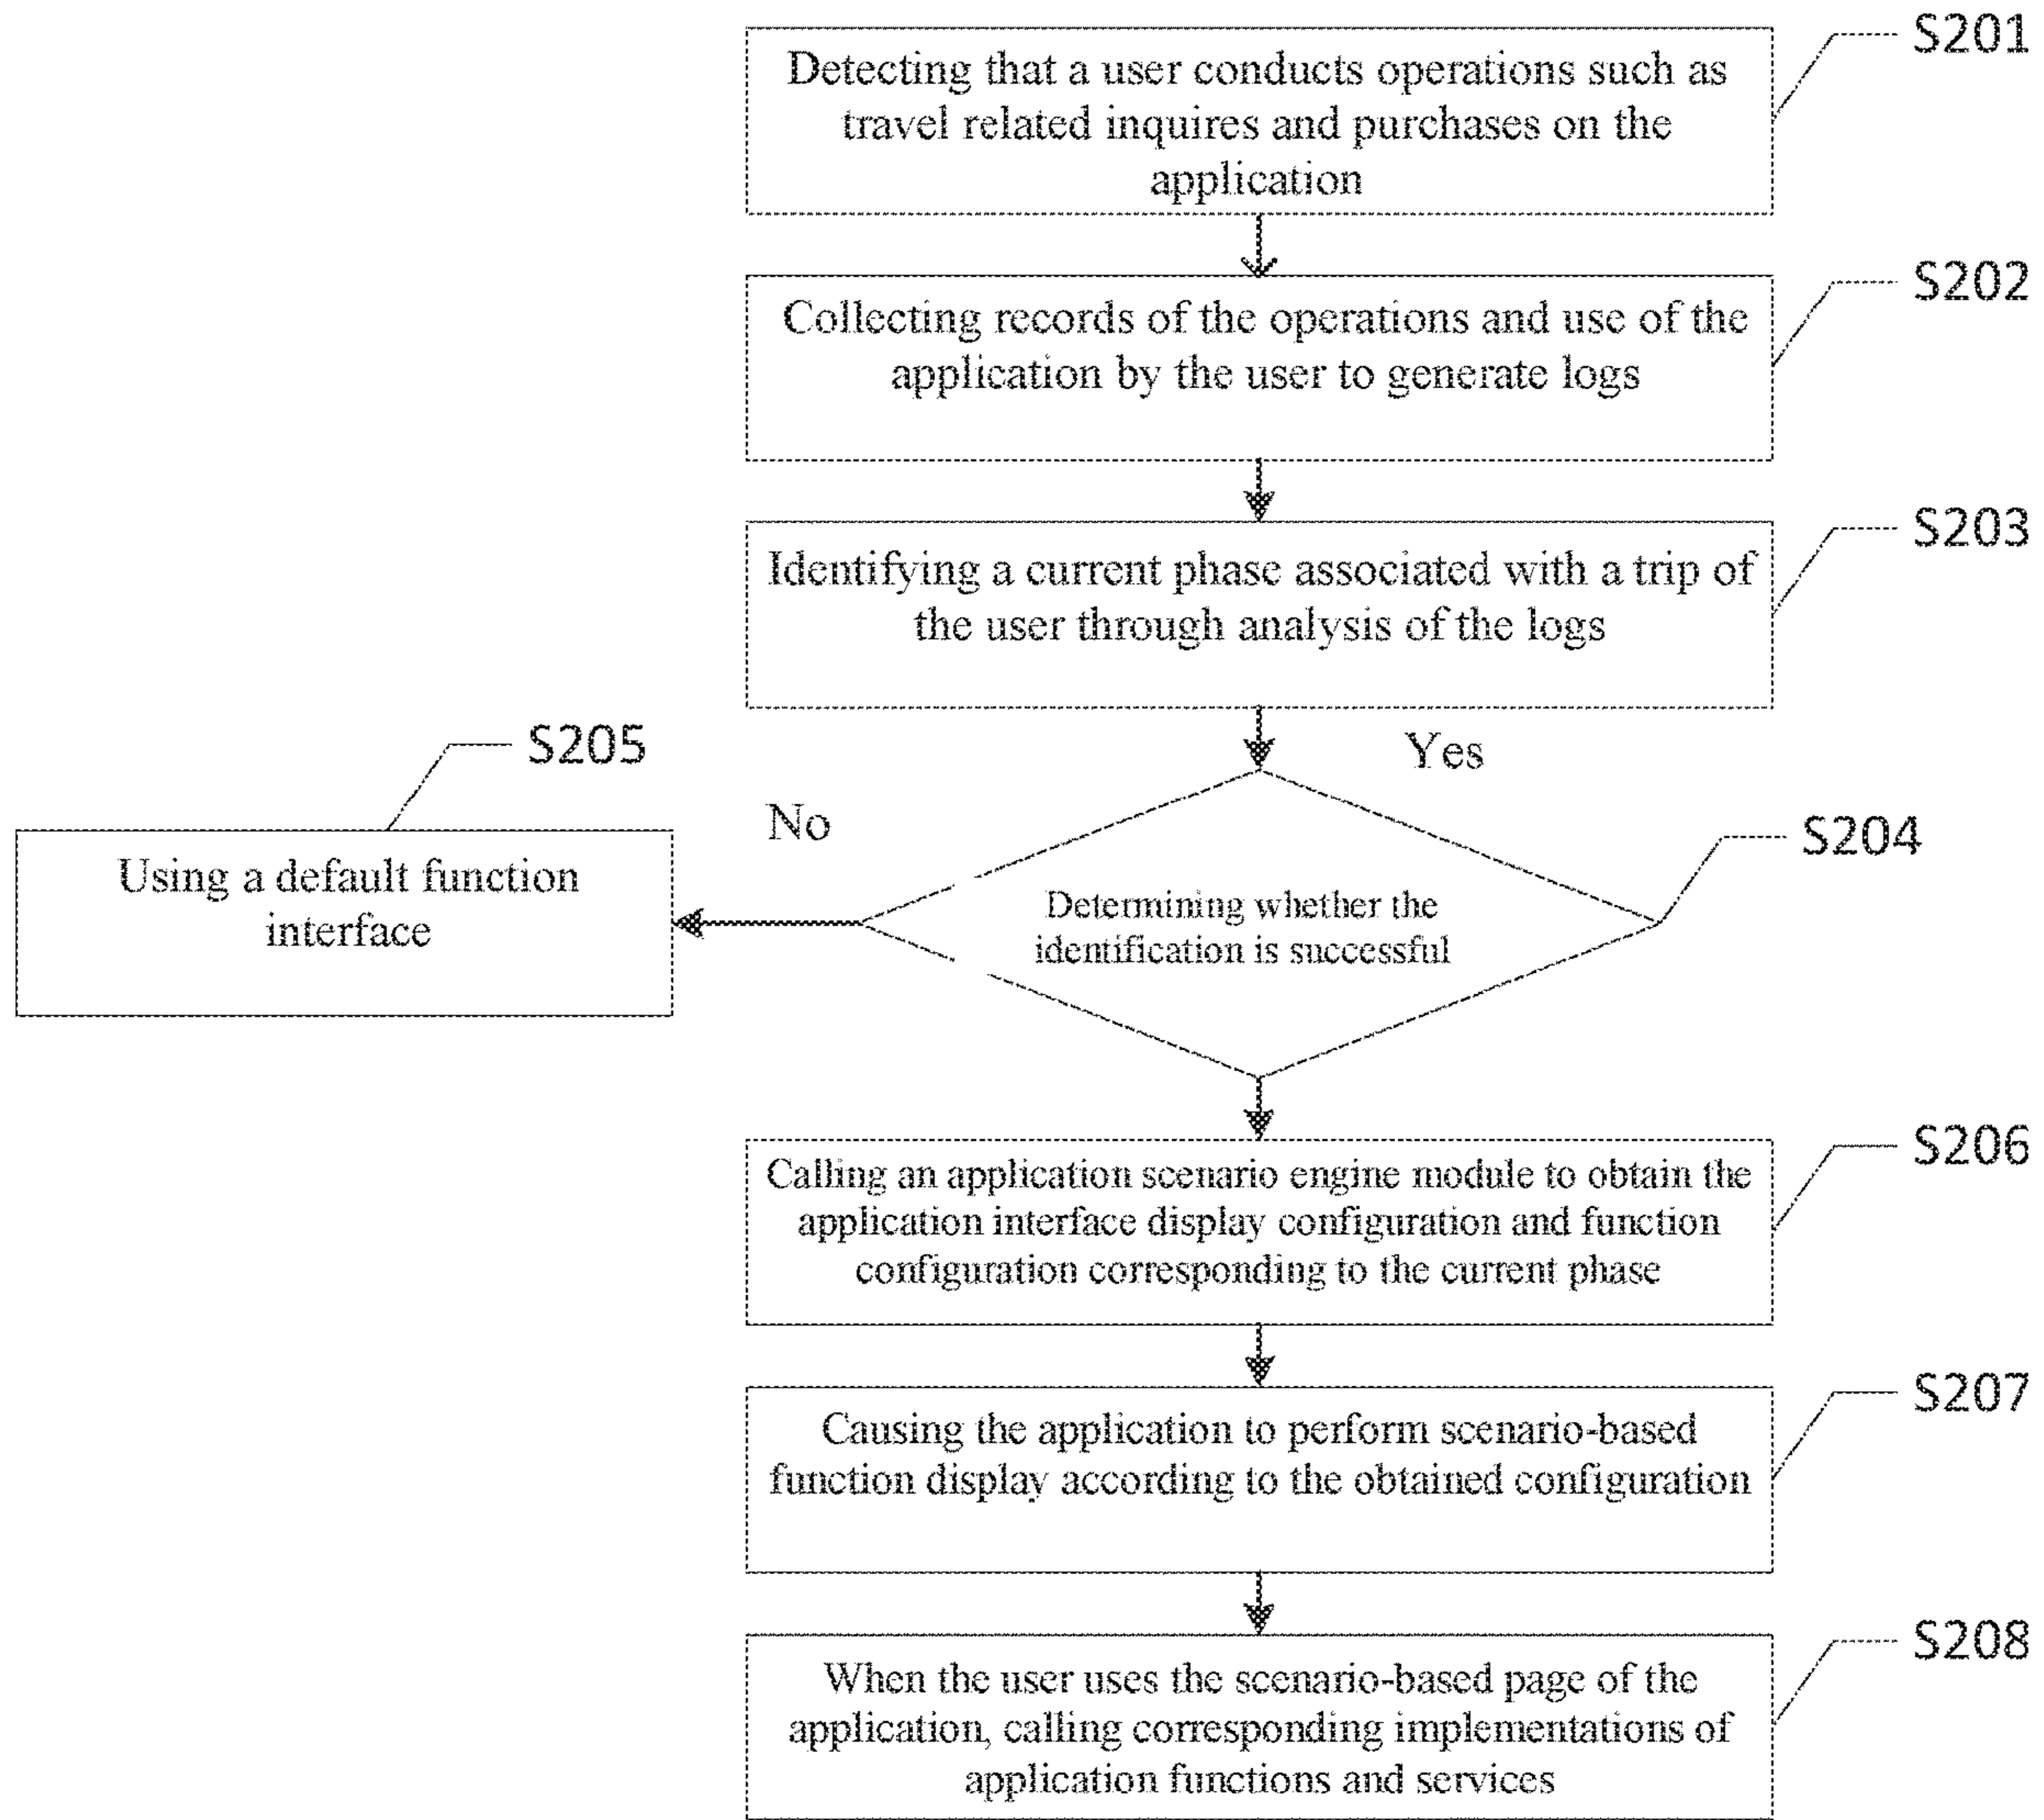 S201
Detecting that a user conducts operations such as
travel related inquires and purchases on the
application
S202
Collecting records of the operations and use of the
application by the user to generate logs
S203
Identifying a current phase associated with a trip of
the user through analysis of the logs
S205
Yes
No
S204
Using a default function
interface
Determining whether the
identification is successful
S206
Calling an application scenario engine module to obtain the
application interface display configuration and function
configuration corresponding to the current phase
S207
Causing the application to perform scenario-based
function display according to the obtained configuration
S208
When the user uses the scenario-based page of the
application, calling corresponding implementations of
application functions and services